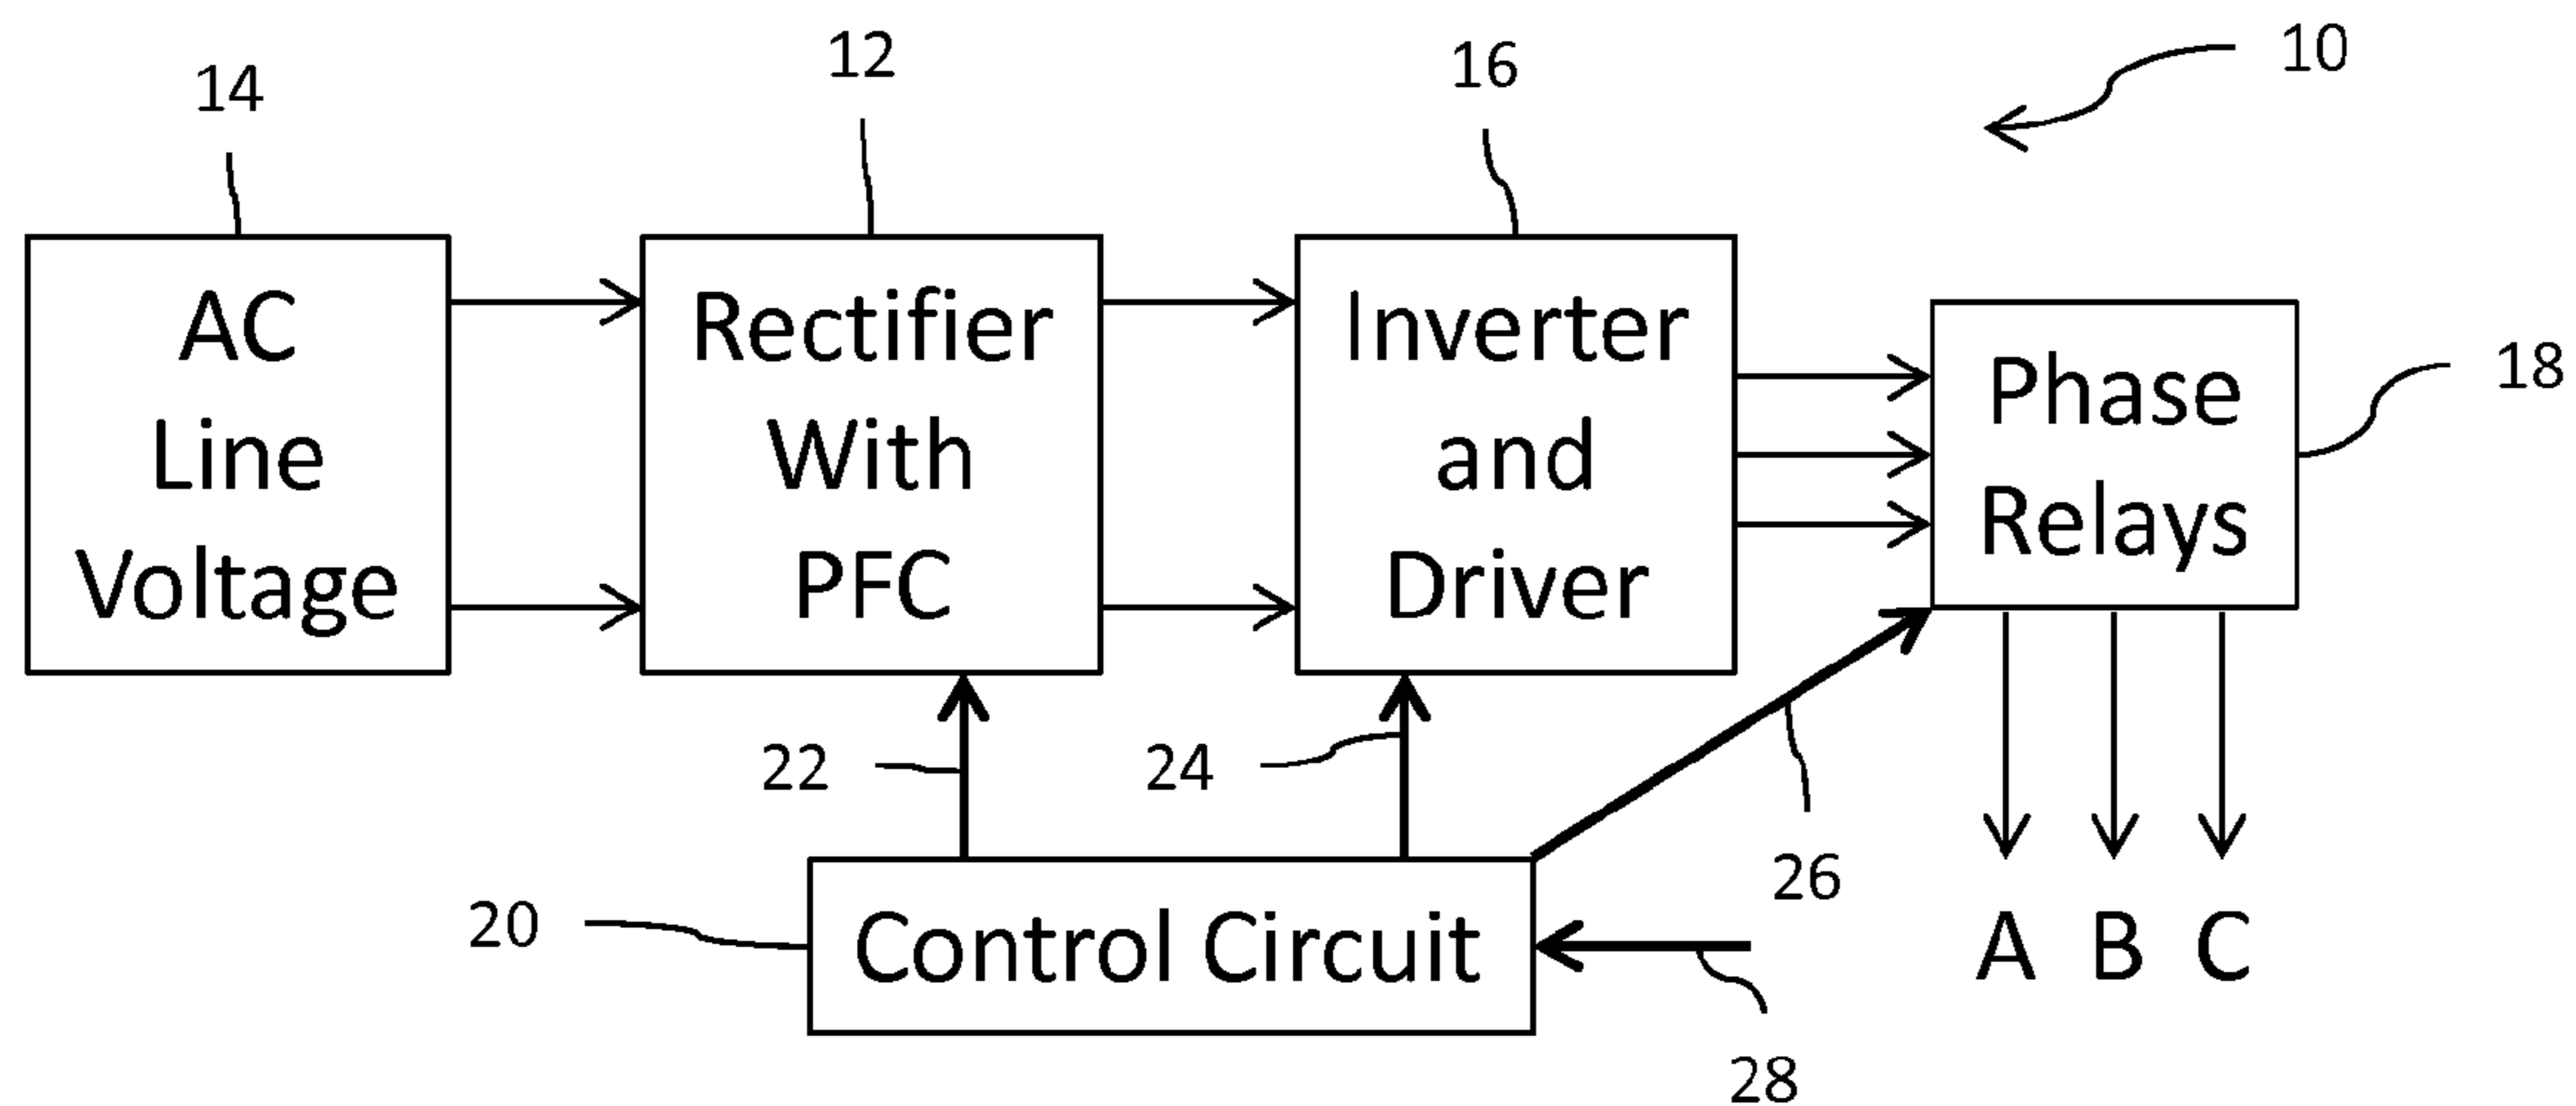 14
12
16
10
AC
Line
Voltage
Rectifier
With
PFC
Inverter
and
Driver
Phase
Relays
18
22
24
26
20
Control Circuit
28
A B C